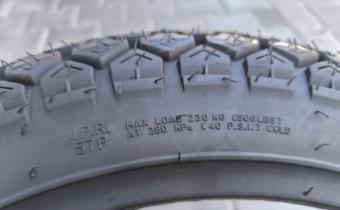 J.P.R.
57P
MAX LOAD 230 KG (506LBS)
AT 280 KPa (40 P.S.I.) COLD